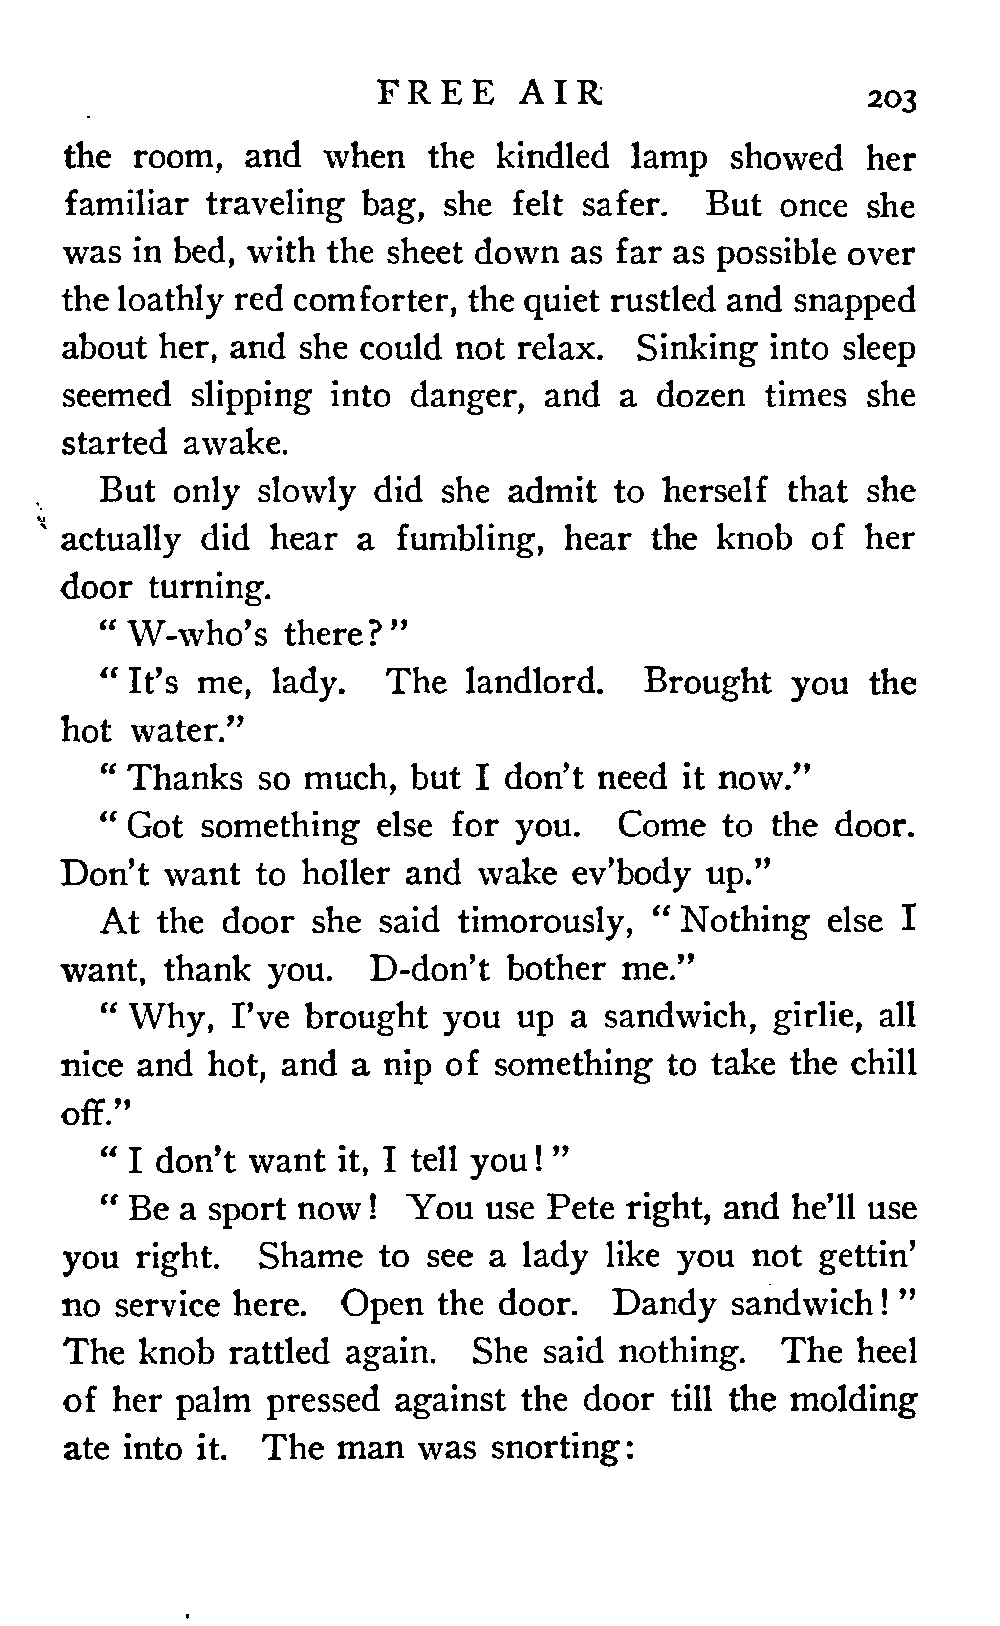 FREE AIR 203
the room, and when the kindled lamp showed her
familiar traveling bag, she felt safer. But once she
was in bed, with the sheet down as far as possible over
the loathly red comforter, the quiet rustled and snapped
about her, and she could not relax. Sinking into sleep
seemed slipping into danger, and a dozen times she
started awake.
But only slowly did she admit to herself that she
actually did hear a fumbling, hear the knob of her
door turning.
“ W-who’s there? ”
“ It’s me, lady. The landlord. Brought you the
hot water.”
“ Thanks so much, but I don’t need it now.”
“ Got something else for you. Come to the door.
Don’t want to holler and wake ev’body up.”
At the door she said timorously, “ Nothing else I
want, thank you. D-don’t bother me.”
“ Why, I’ve brought you up a sandwich, girlie, all
nice and hot, and a nip of something to take the chill
off.”
“ I don’t want it, I tell you! ”
“ Be a sport now! You use Pete right, and he’ll use
you right. Shame to see a lady like you not gettin’
no service here. Open the door. Dandy sandwich! ”
The knob rattled again. She said nothing. The heel
of her palm pressed against the door till the molding
ate into it. The man was snorting: